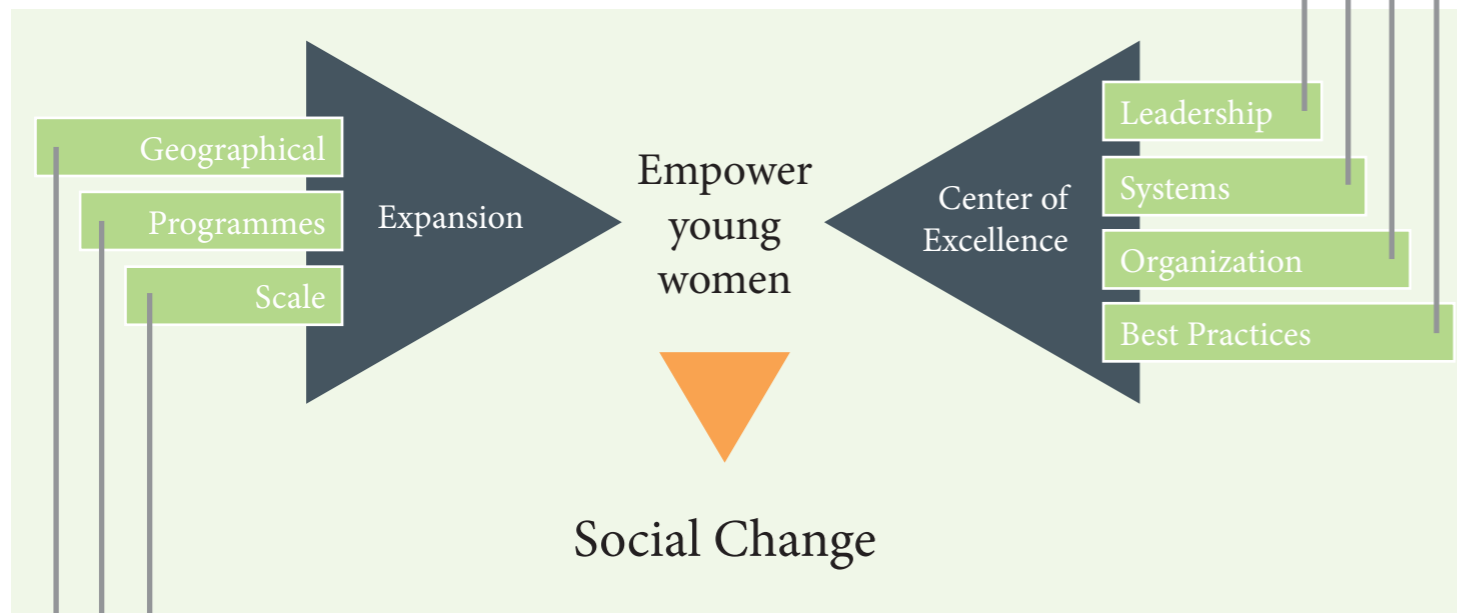 Geographical
Programmes
Scale
Expansion
Empower
young
women
Center of
Excellence
Leadership
Systems
Organization
Best Practices
Social Change